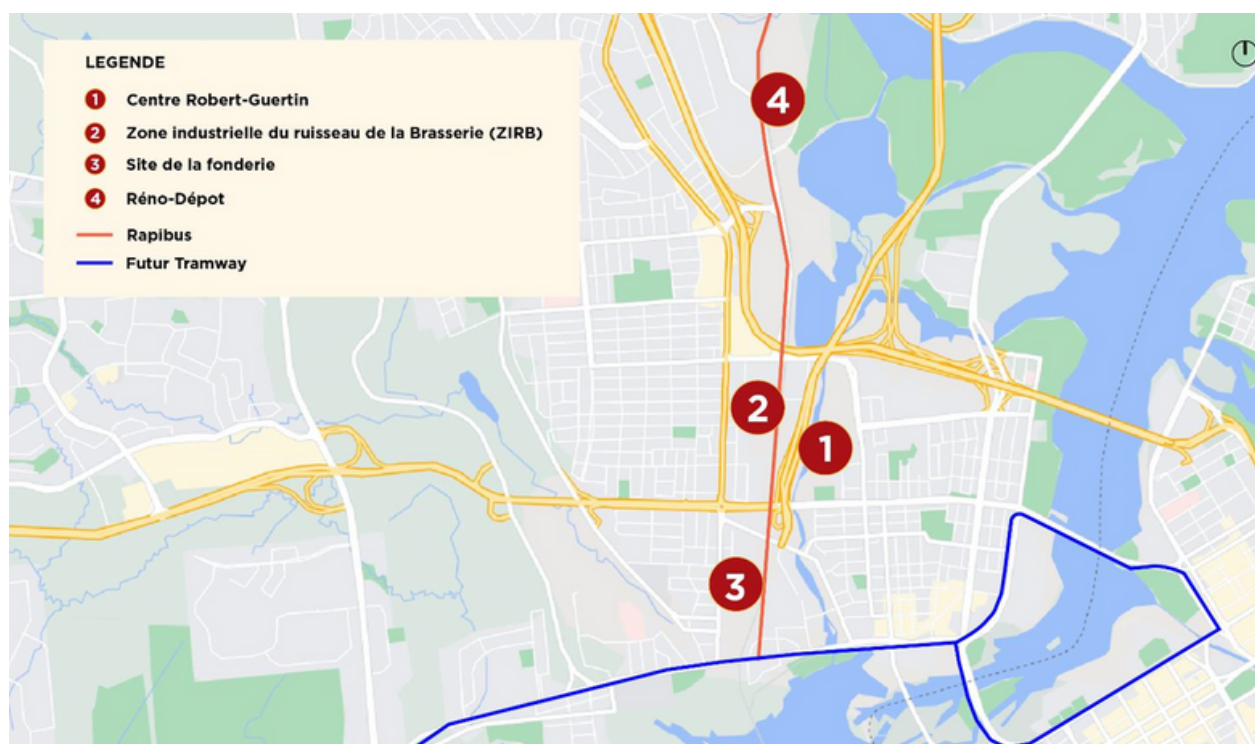 LEGENDE
1 Centre Robert-Guertin
2 Zone industrielle du ruisseau de la Brasserie (ZIRB)
3 Site de la fonderie
4 Réno-Dépot
Rapibus
Futur Tramway
4
2
1
3